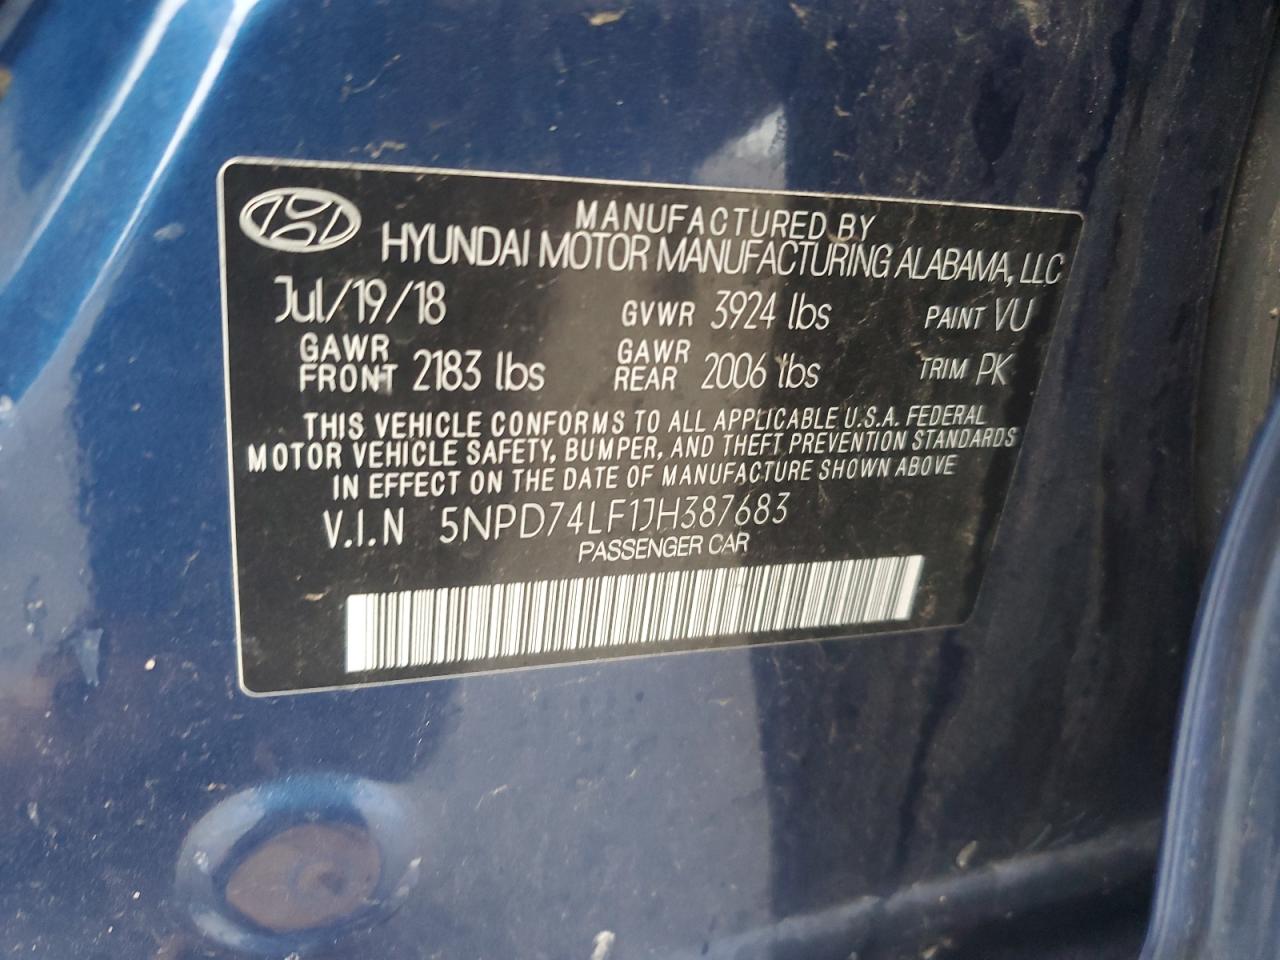 MANUFACTURED BY
HYUNDAI MOTOR MANUFACTURING ALABAMA, LLC
Jul/19/18 GVWR 3924 lbs PAINT VU
GAWR FRONT 2183 lbs GAWR REAR 2006 lbs TRIM PK
THIS VEHICLE CONFORMS TO ALL APPLICABLE U.S.A. FEDERAL
MOTOR VEHICLE SAFETY, BUMPER, AND THEFT PREVENTION STANDARDS
IN EFFECT ON THE DATE OF MANUFACTURE SHOWN ABOVE
V.I.N 5NPD74LF1JH387683
PASSENGER CAR